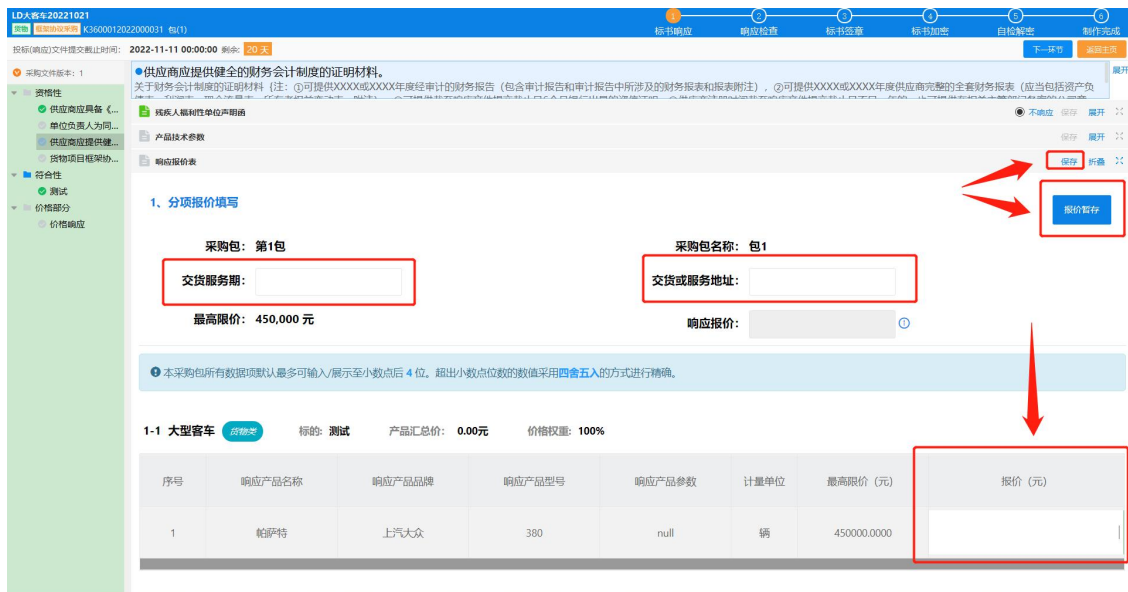 LD大客车20221021
货物 框架协议采购 K3600012022000031 包(1)
1 2 3 4 5 6
标书响应 响应检查 标书签章 标书加密 自检解密 制作完成
投标(响应)文件提交截止时间: 2022-11-11 00:00:00 剩余: 20 天
下一环节 返回主页
采购文件版本: 1
资格性
供应商应具备《...
单位负责人为同...
供应商应提供健...
货物项目框架协...
符合性
测试
价格部分
价格响应
●供应商应提供健全的财务会计制度的证明材料。
展开
关于财务会计制度的证明材料（注：①可提供XXXX或XXXX年度经审计的财务报告（包含审计报告和审计报告中所涉及的财务报表和报表附注），②可提供XXXX或XXXX年度供应商完整的全套财务报表（应当包括资产负
残疾人福利性单位声明函 不响应 保存 展开
产品技术参数 保存 展开
响应报价表 保存 折叠
1、分项报价填写
报价暂存
采购包: 第1包 采购包名称: 包1
交货服务期: 交货或服务地址:
最高限价: 450,000 元 响应报价:
本采购包所有数据项默认最多可输入/展示至小数点后 4 位。超出小数点位数的数值采用四舍五入的方式进行精确。
1-1 大型客车 货物类 标的: 测试 产品汇总价: 0.00元 价格权重: 100%
序号 响应产品名称 响应产品品牌 响应产品型号 响应产品参数 计量单位 最高限价（元） 报价（元）
1 帕萨特 上汽大众 380 null 辆 450000.0000